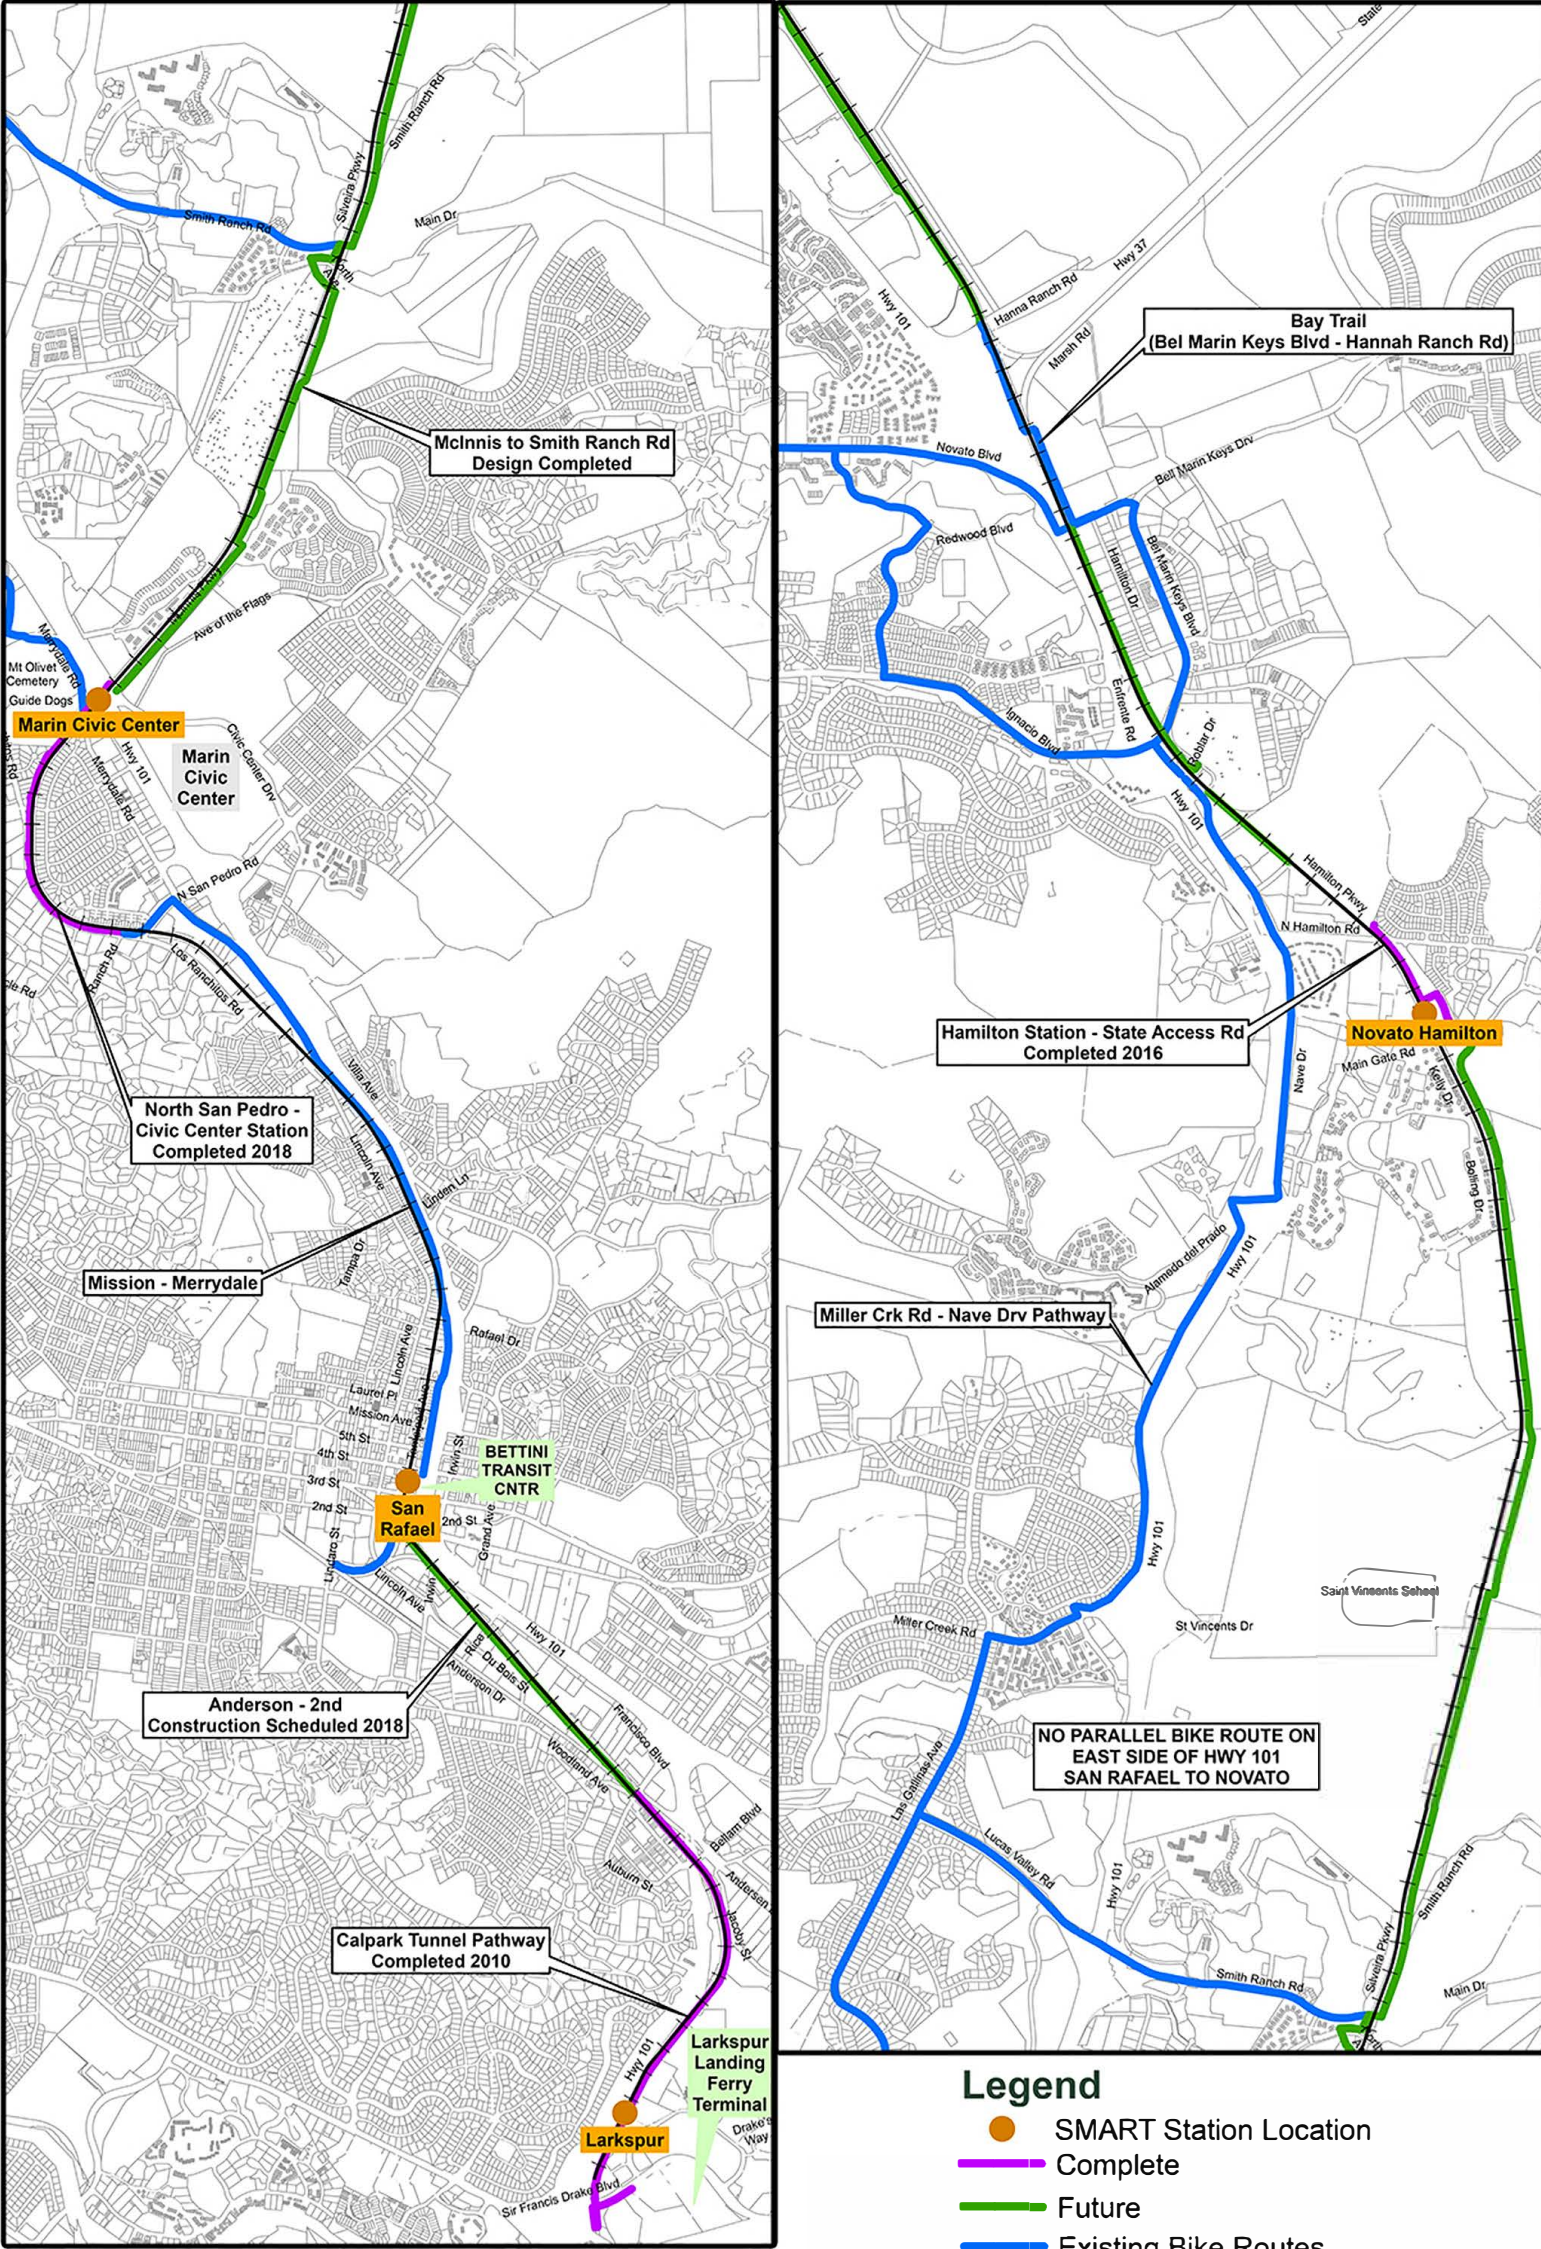 Smith Ranch Rd
Silveira Pkwy
Smith Ranch Rd
Main Dr
North
Ave
McInnis to Smith Ranch Rd
Design Completed
Ave of the Flags
Merrydale Rd
Mt Olivet
Cemetery
Guide Dogs
Marin Civic Center
Hwy 101
Merrydale Rd
Civic Center Drv
Marin
Civic
Center
N San Pedro Rd
Ranch Rd
Los Ranchitos Rd
Villa Ave
North San Pedro -
Civic Center Station
Completed 2018
Lincoln Ave
Linden Ln
Tampa Dr
Mission - Merrydale
Lincoln Ave
Rafael Dr
Laurel Pl
Mission Ave
5th St
4th St
3rd St
2nd St
Irwin St
BETTINI
TRANSIT
CNTR
San
Rafael
2nd St
Grand Ave
Lindaro St
Lincoln Ave
Irwin
Rice
Hwy 101
Du Bois St
Anderson Dr
Anderson - 2nd
Construction Scheduled 2018
Francisco Blvd
Woodland Ave
Bellam Blvd
Auburn St
Andersen
Jacoby St
Calpark Tunnel Pathway
Completed 2010
Hwy 101
Larkspur
Landing
Ferry
Terminal
Larkspur
Drake's
Way
Sir Francis Drake Blvd
State
Hwy 37
Hanna Ranch Rd
Hwy 101
Marsh Rd
Bay Trail
(Bel Marin Keys Blvd - Hannah Ranch Rd)
Novato Blvd
Bell Marin Keys Drv
Redwood Blvd
Hamilton Dr
Bel Marin Keys Blvd
Enfrente Rd
Ignacio Blvd
Roblar Dr
Hwy 101
Hamilton Pkwy
N Hamilton Rd
Hamilton Station - State Access Rd
Completed 2016
Novato Hamilton
Main Gate Rd
Nave Dr
Kelly Dr
Bolling Dr
Alamedo del Prado
Hwy 101
Miller Crk Rd - Nave Drv Pathway
Hwy 101
Saint Vincents School
Miller Creek Rd
St Vincents Dr
NO PARALLEL BIKE ROUTE ON
EAST SIDE OF HWY 101
SAN RAFAEL TO NOVATO
Las Gallinas Ave
Lucas Valley Rd
Hwy 101
Smith Ranch Rd
Silveira Pkwy
Smith Ranch Rd
Main Dr
Legend
SMART Station Location
Complete
Future
Existing Bike Routes